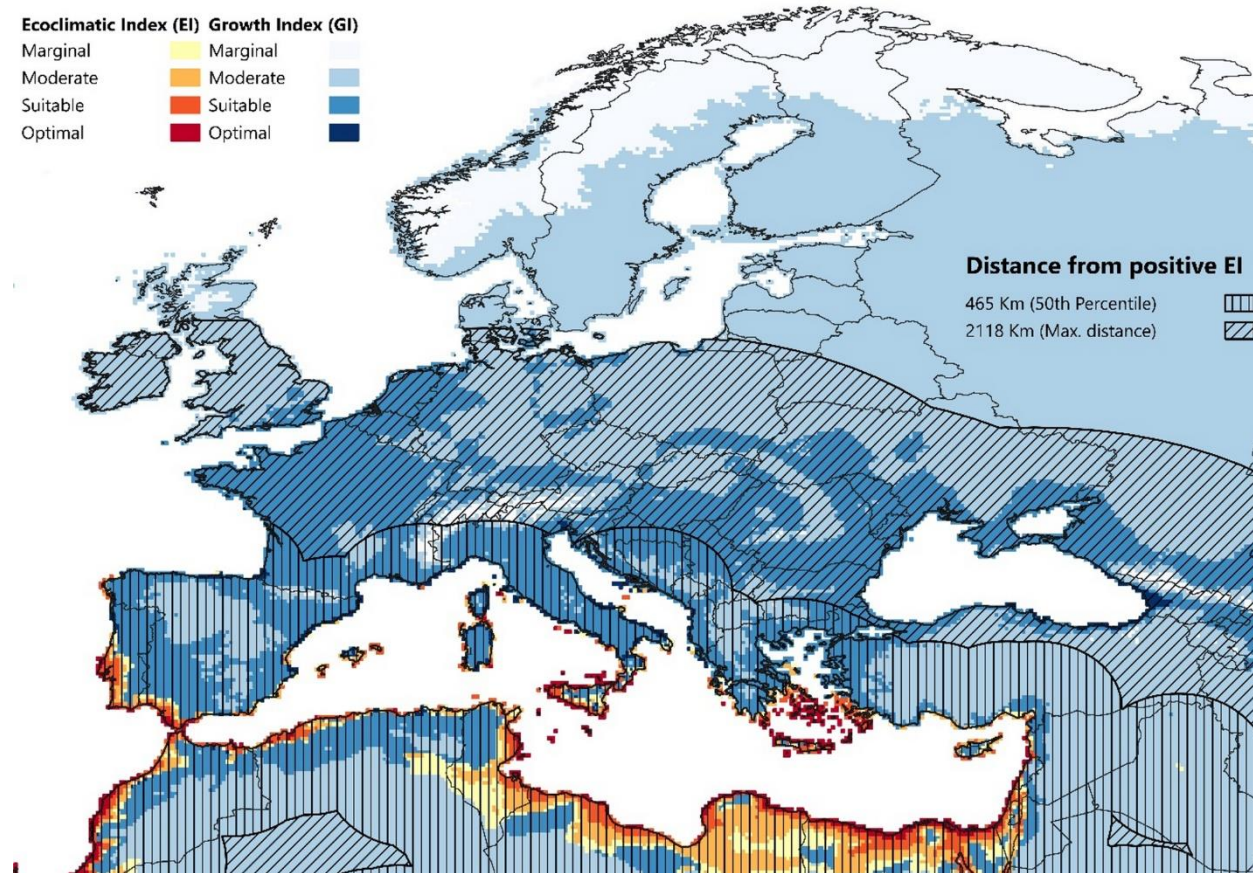 Ecoclimatic Index (EI) Growth Index (GI)
Marginal Marginal
Moderate Moderate
Suitable Suitable
Optimal Optimal
Distance from positive EI
465 Km (50th Percentile)
2118 Km (Max. distance)